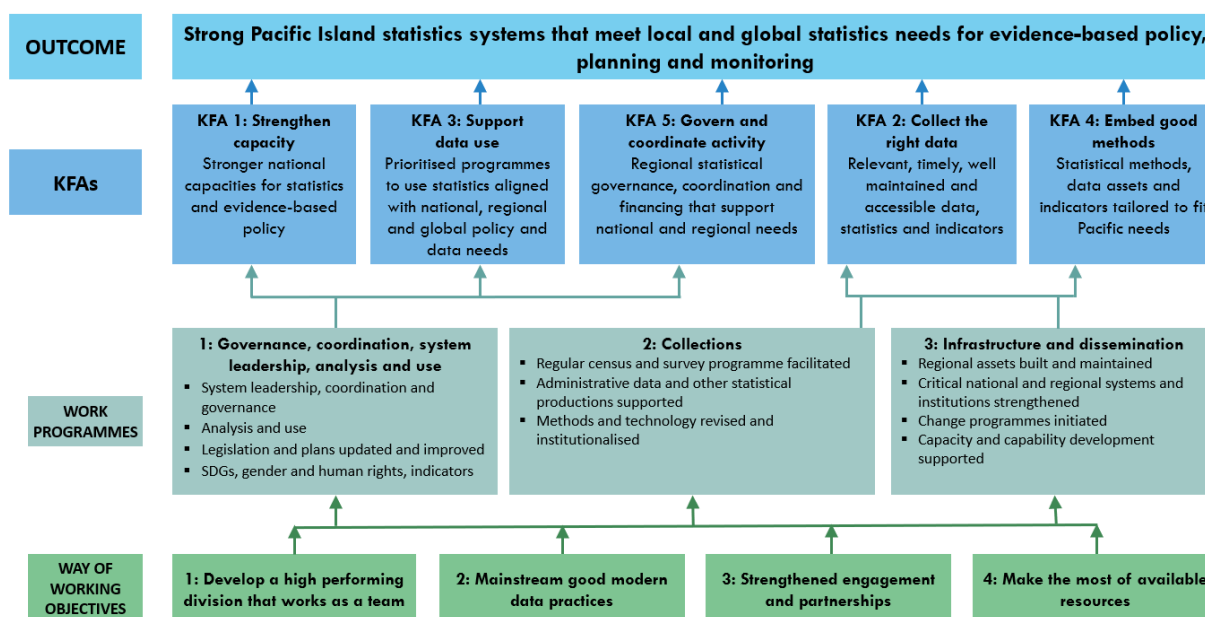 OUTCOME
Strong Pacific Island statistics systems that meet local and global statistics needs for evidence-based policy,
planning and monitoring
KFAs
KFA 1: Strengthen
capacity
Stronger national
capacities for statistics
and evidence-based
policy
KFA 3: Support
data use
Prioritised programmes
to use statistics aligned
with national, regional
and global policy and
data needs
KFA 5: Govern and
coordinate activity
Regional statistical
governance, coordination and
financing that support
national and regional needs
KFA 2: Collect the
right data
Relevant, timely, well
maintained and
accessible data,
statistics and indicators
KFA 4: Embed good
methods
Statistical methods,
data assets and
indicators tailored to fit
Pacific needs
WORK
PROGRAMMES
1: Governance, coordination, system
leadership, analysis and use
▪ System leadership, coordination and
governance
▪ Analysis and use
▪ Legislation and plans updated and improved
▪ SDGs, gender and human rights, indicators
2: Collections
▪ Regular census and survey programme facilitated
▪ Administrative data and other statistical
productions supported
▪ Methods and technology revised and
institutionalised
3: Infrastructure and dissemination
▪ Regional assets built and maintained
▪ Critical national and regional systems and
institutions strengthened
▪ Change programmes initiated
▪ Capacity and capability development
supported
WAY OF
WORKING
OBJECTIVES
1: Develop a high performing
division that works as a team
2: Mainstream good modern
data practices
3: Strengthened engagement
and partnerships
4: Make the most of available
resources